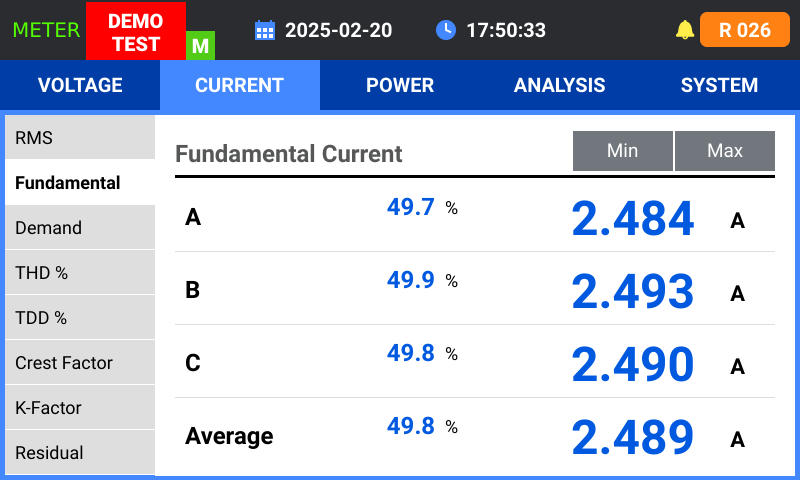 METER
DEMO
TEST
M
2025-02-20
17:50:33
R 026
VOLTAGE
CURRENT
POWER
ANALYSIS
SYSTEM
RMS
Fundamental
Demand
THD %
TDD %
Crest Factor
K-Factor
Residual
Fundamental Current
Min
Max
A 49.7 % 2.484 A
B 49.9 % 2.493 A
C 49.8 % 2.490 A
Average 49.8 % 2.489 A